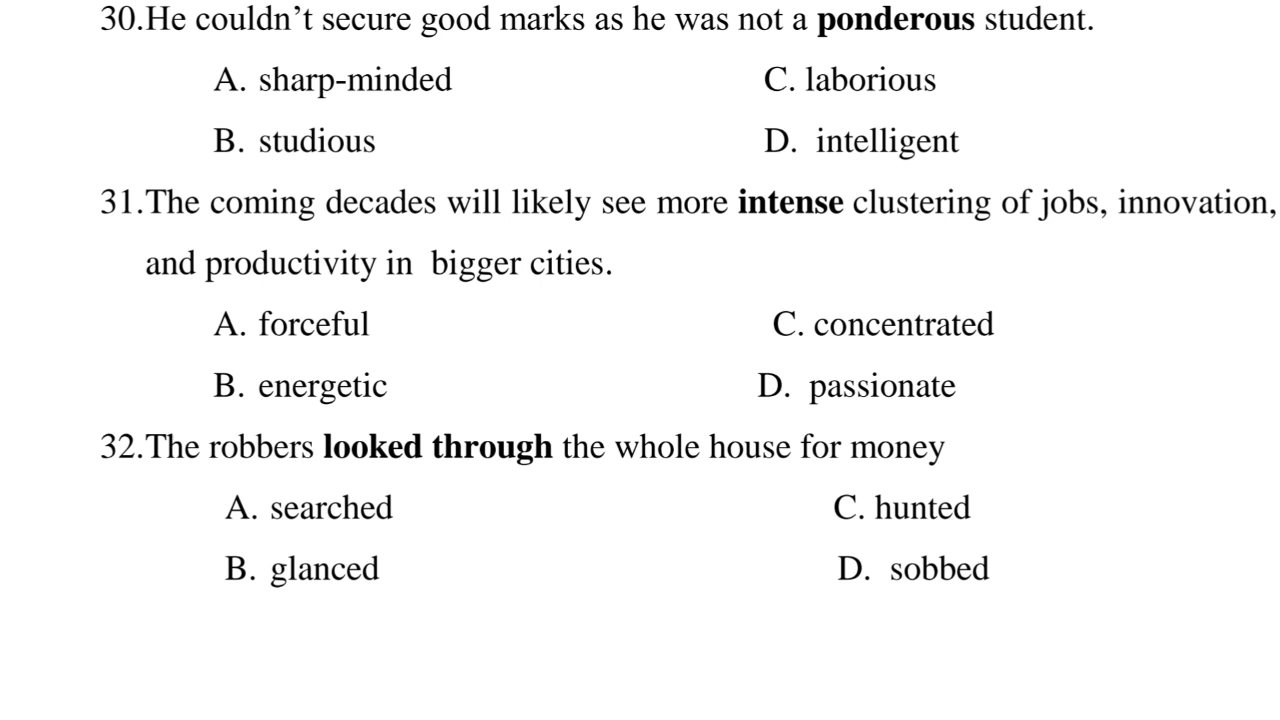 30.He couldn’t secure good marks as he was not a ponderous student.
A. sharp-minded C. laborious
B. studious D. intelligent
31.The coming decades will likely see more intense clustering of jobs, innovation,
and productivity in bigger cities.
A. forceful C. concentrated
B. energetic D. passionate
32.The robbers looked through the whole house for money
A. searched C. hunted
B. glanced D. sobbed